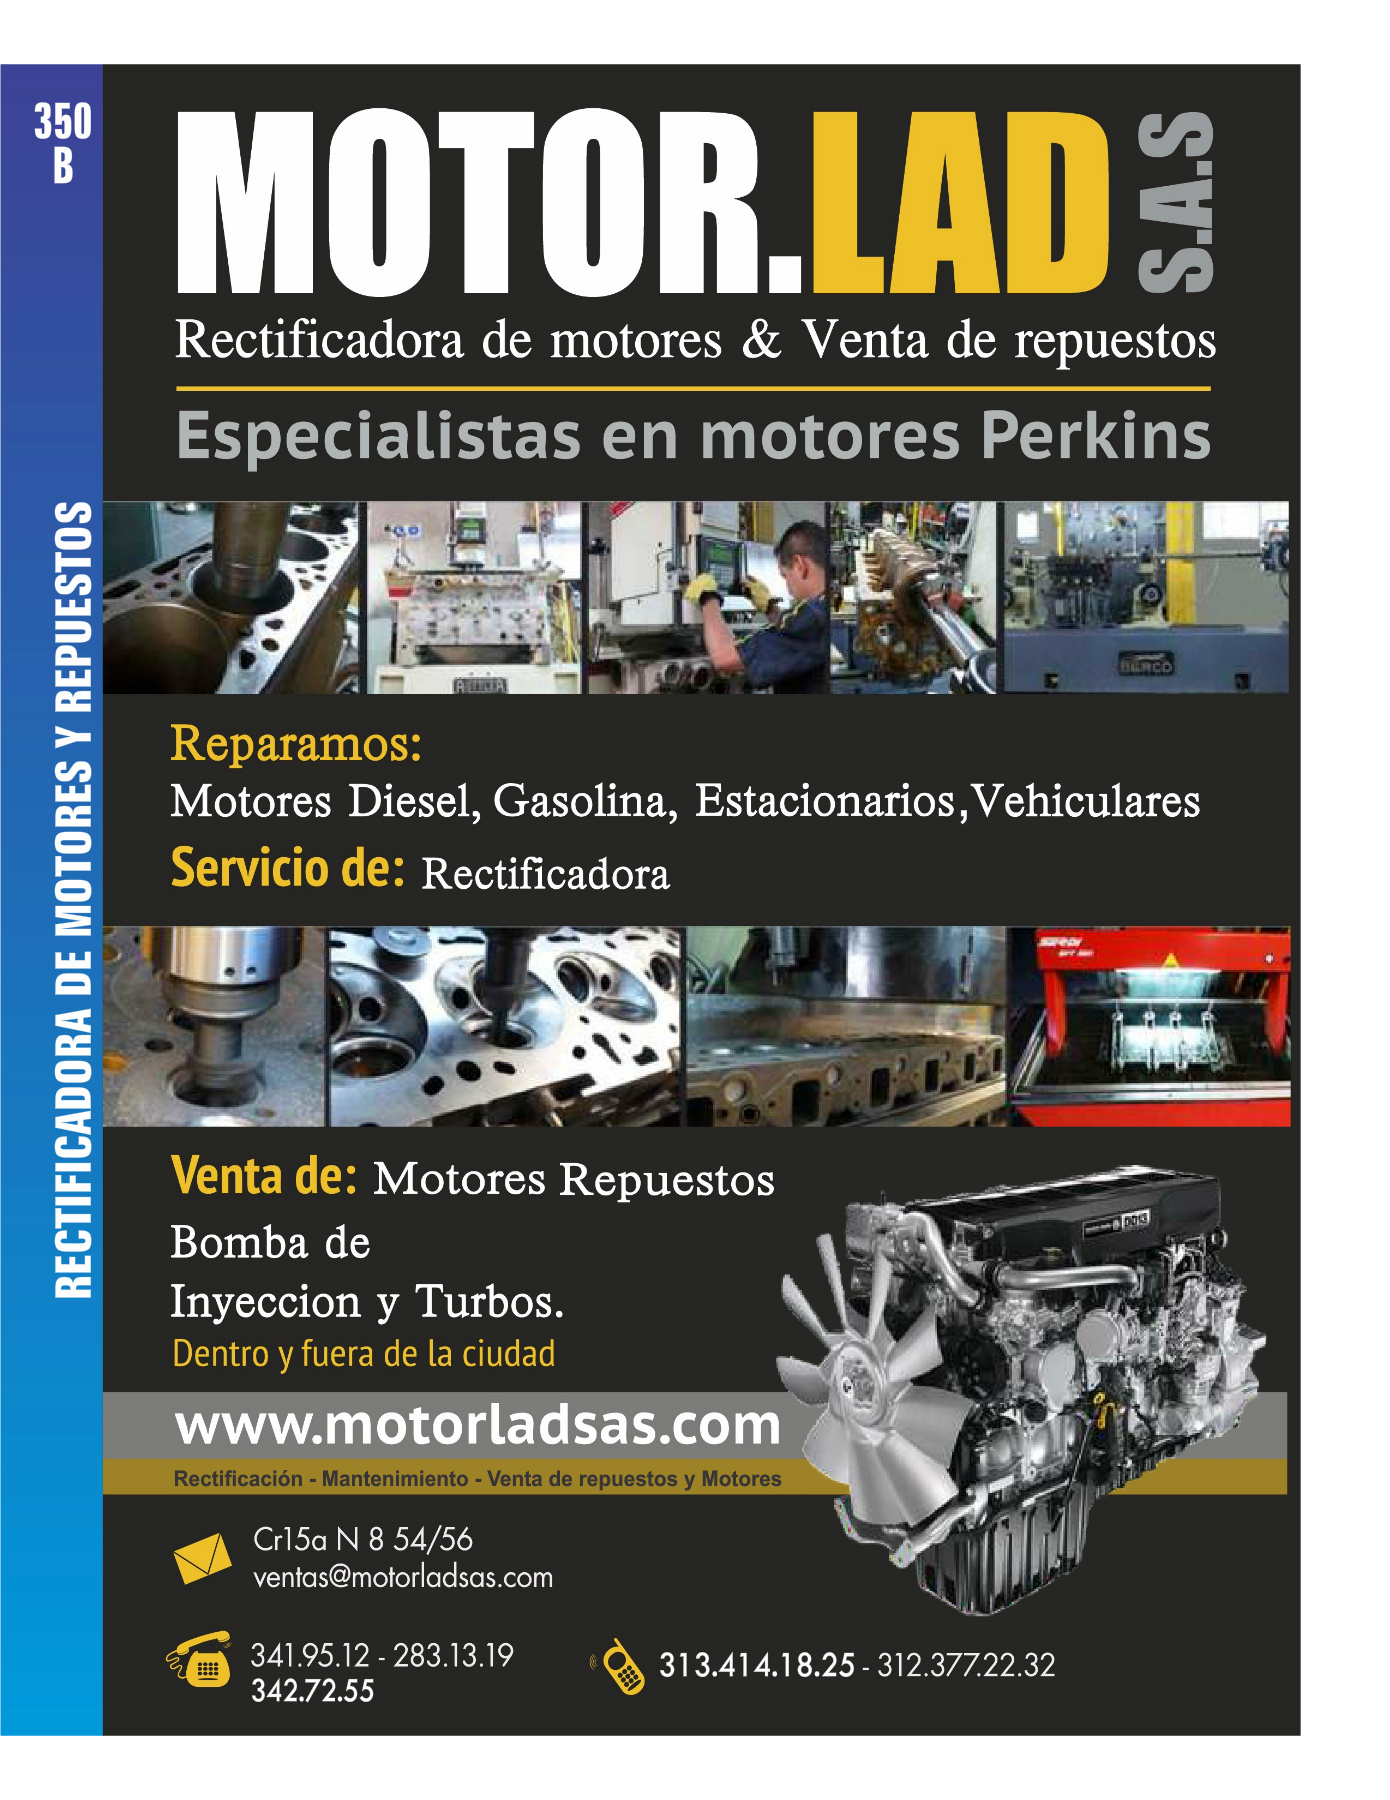 350
B
RECTIFICADORA DE MOTORES Y REPUESTOS
MOTOR.LAD S.A.S
Rectificadora de motores & Venta de repuestos
Especialistas en motores Perkins
BERCO
Reparamos:
Motores Diesel, Gasolina, Estacionarios,Vehiculares
Servicio de: Rectificadora
Venta de: Motores Repuestos
Bomba de
Inyeccion y Turbos.
Dentro y fuera de la ciudad
DD13
www.motorladsas.com
Rectificación - Mantenimiento - Venta de repuestos y Motores
Cr15a N 8 54/56
ventas@motorladsas.com
341.95.12 - 283.13.19
342.72.55
313.414.18.25 - 312.377.22.32